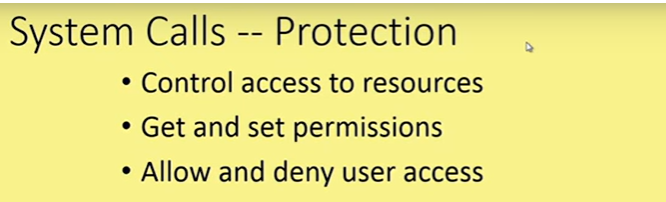 System Calls -- Protection
• Control access to resources
• Get and set permissions
• Allow and deny user access